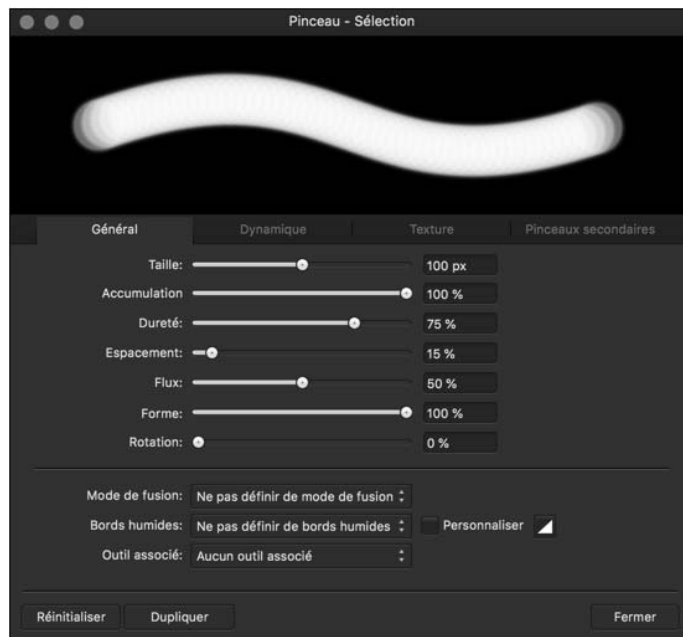 Pinceau - Sélection
Général Dynamique Texture Pinceaux secondaires
Taille: 100 px
Accumulation 100 %
Dureté: 75 %
Espacement: 15 %
Flux: 50 %
Forme: 100 %
Rotation: 0 %
Mode de fusion: Ne pas définir de mode de fusion
Bords humides: Ne pas définir de bords humides Personnaliser
Outil associé: Aucun outil associé
Réinitialiser Dupliquer Fermer